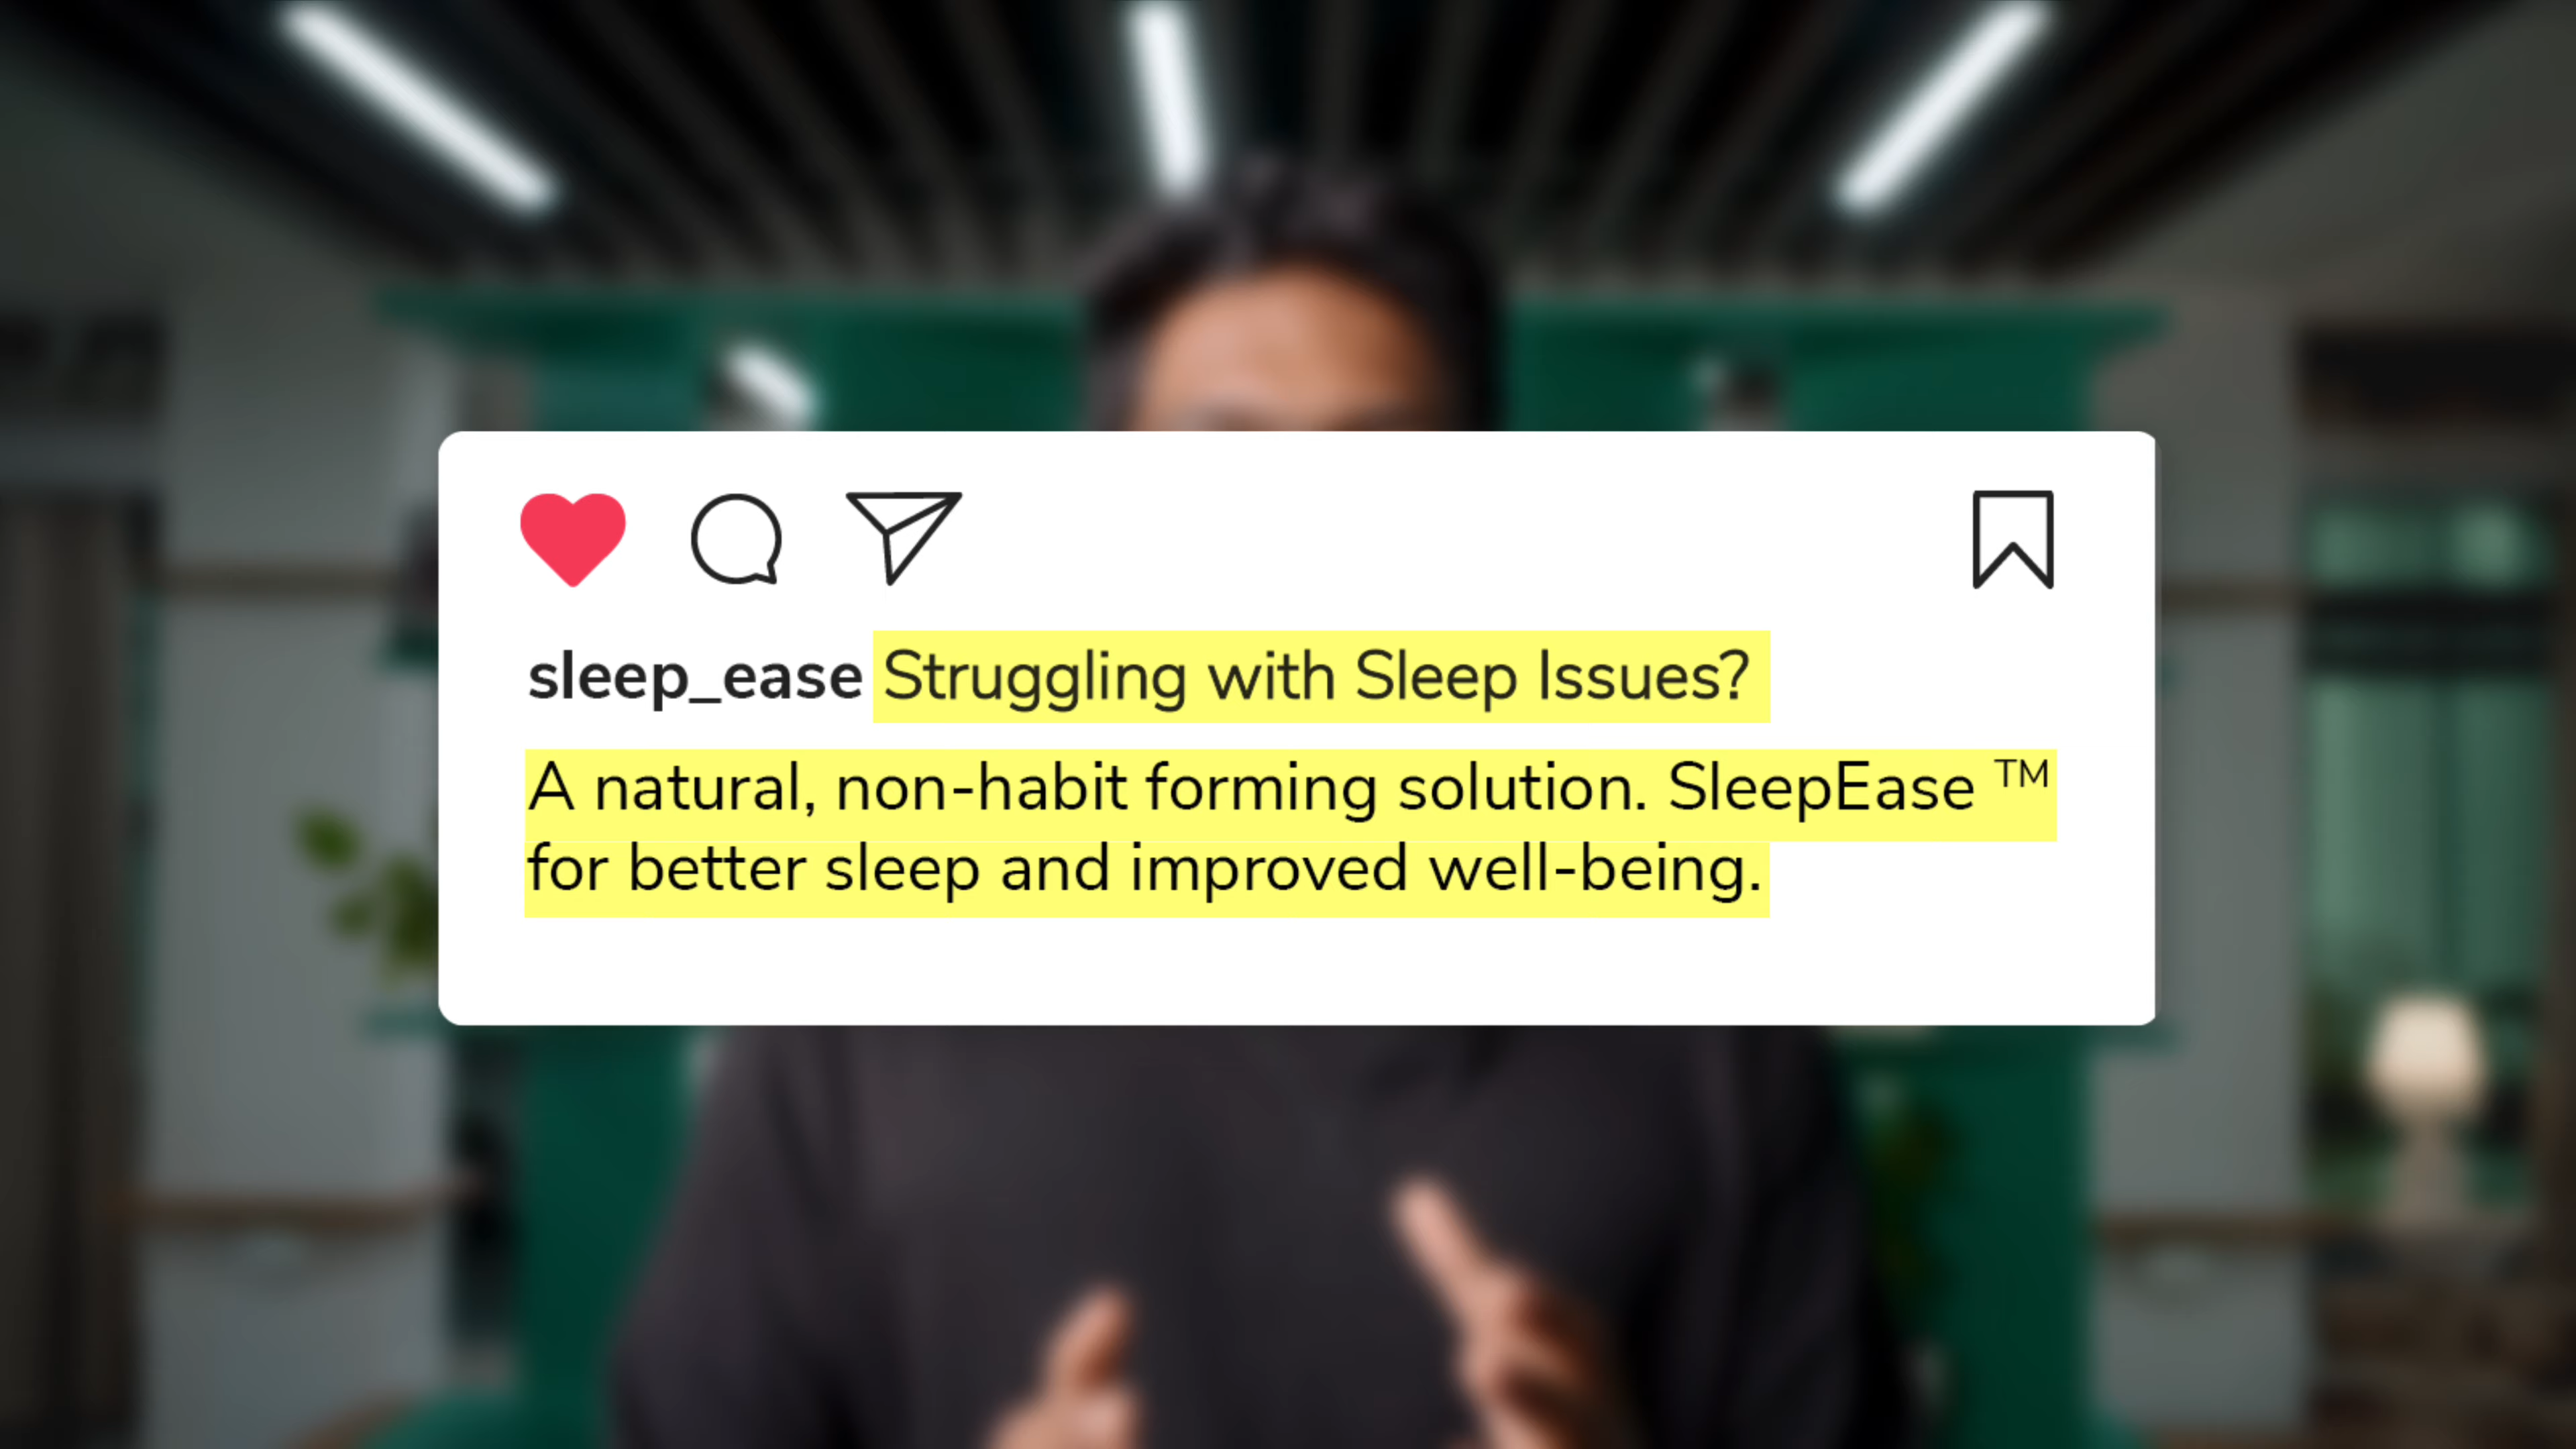 sleep_ease Struggling with Sleep Issues?
A natural, non-habit forming solution. SleepEase ™
for better sleep and improved well-being.